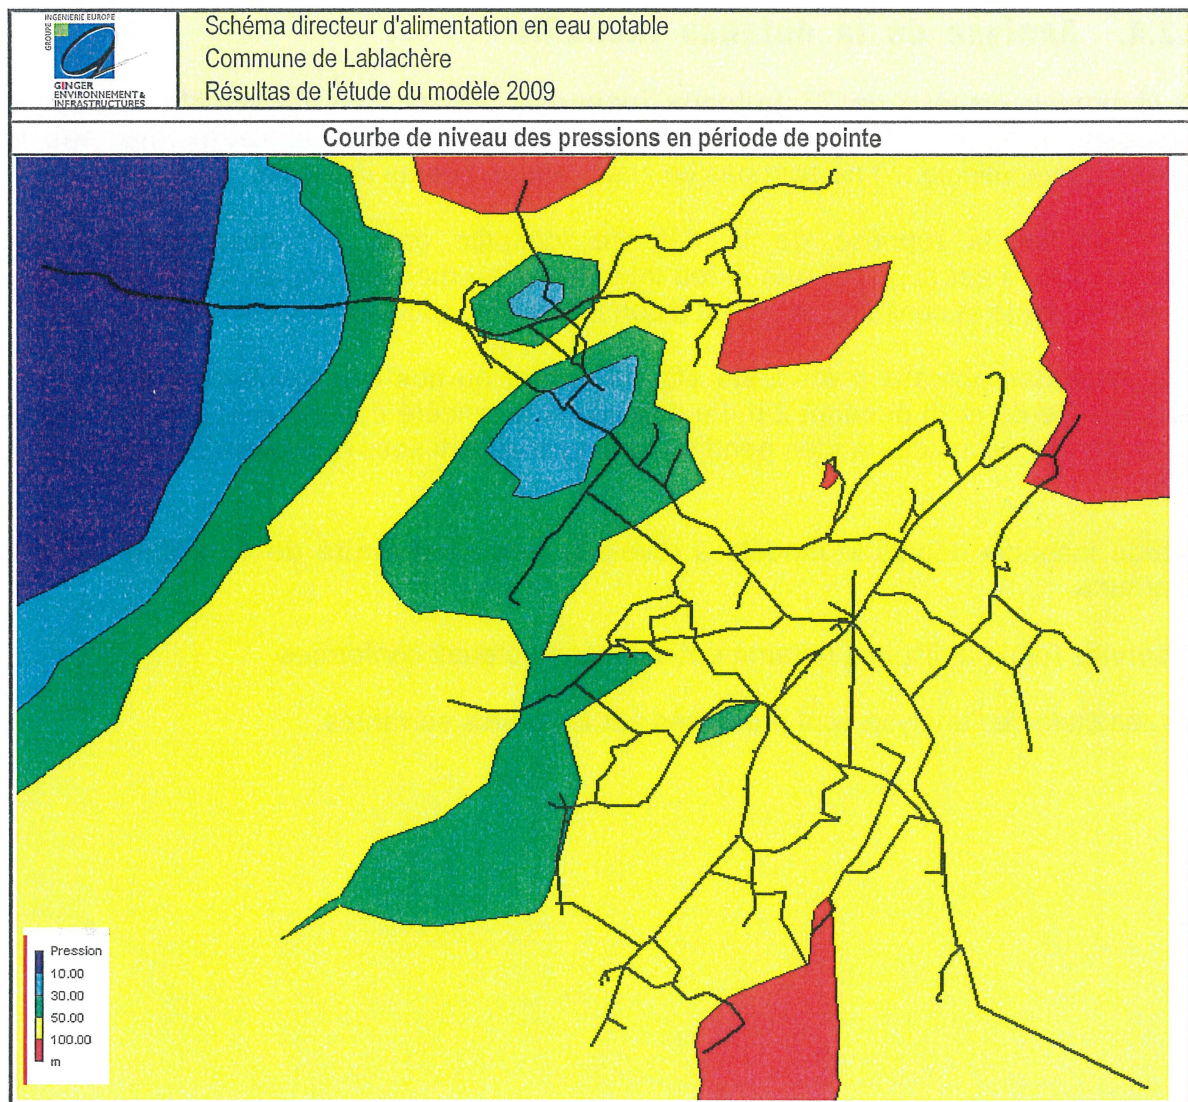 GROUPE
INGENIERIE EUROPE
GINGER
ENVIRONNEMENT &
INFRASTRUCTURES
Schéma directeur d'alimentation en eau potable
Commune de Lablachère
Résultas de l'étude du modèle 2009
Courbe de niveau des pressions en période de pointe
Pression
10.00
30.00
50.00
100.00
m